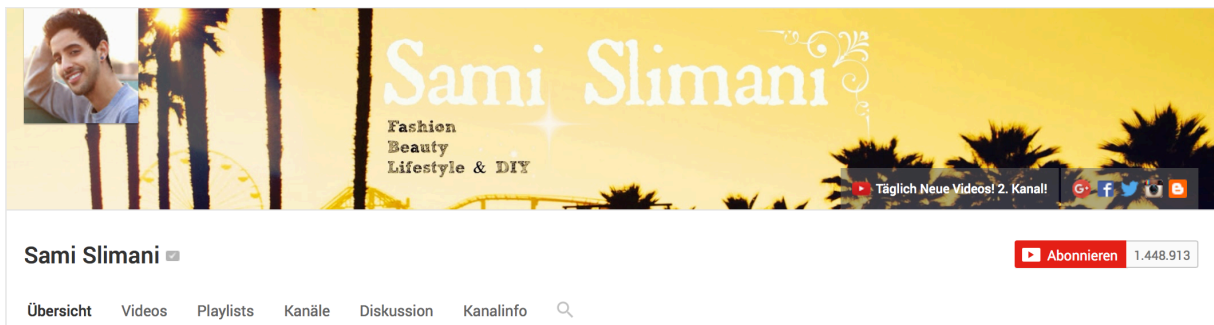 Sami Slimani
Fashion
Beauty
Lifestyle & DIY
Täglich Neue Videos! 2. Kanal!
Sami Slimani
Abonnieren 1.448.913
Übersicht Videos Playlists Kanäle Diskussion Kanalinfo